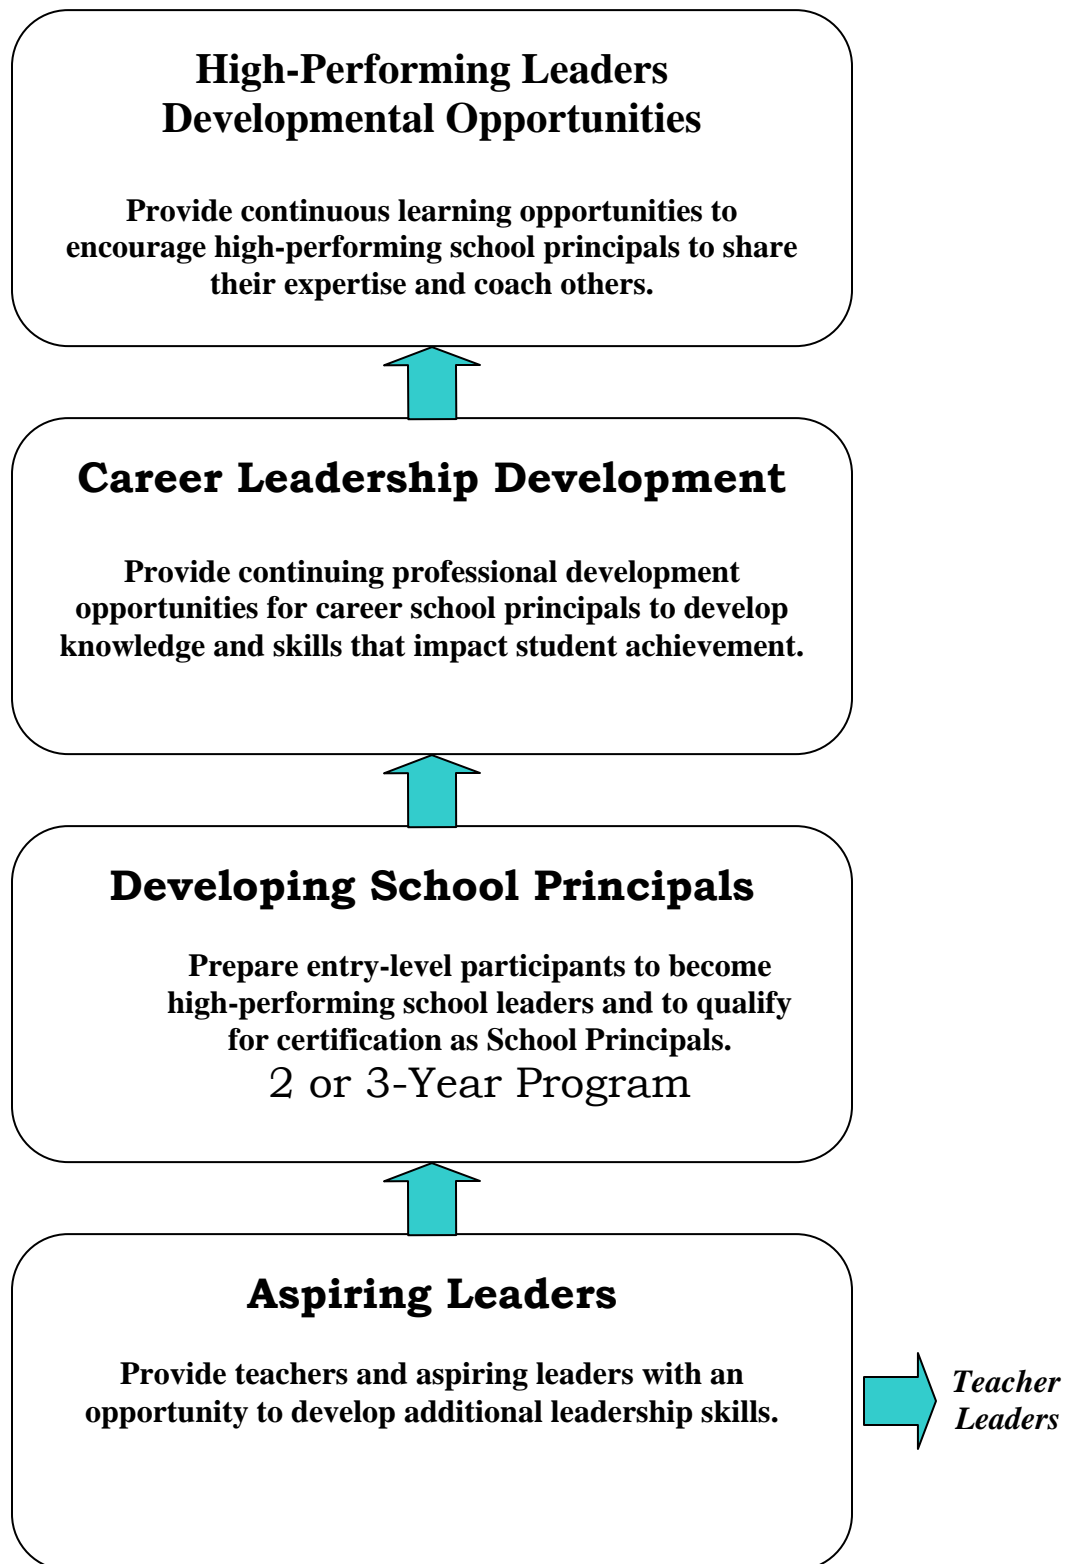 High-Performing Leaders
Developmental Opportunities
Provide continuous learning opportunities to
encourage high-performing school principals to share
their expertise and coach others.
Career Leadership Development
Provide continuing professional development
opportunities for career school principals to develop
knowledge and skills that impact student achievement.
Developing School Principals
Prepare entry-level participants to become
high-performing school leaders and to qualify
for certification as School Principals.
2 or 3-Year Program
Aspiring Leaders
Provide teachers and aspiring leaders with an
opportunity to develop additional leadership skills.
Teacher
Leaders